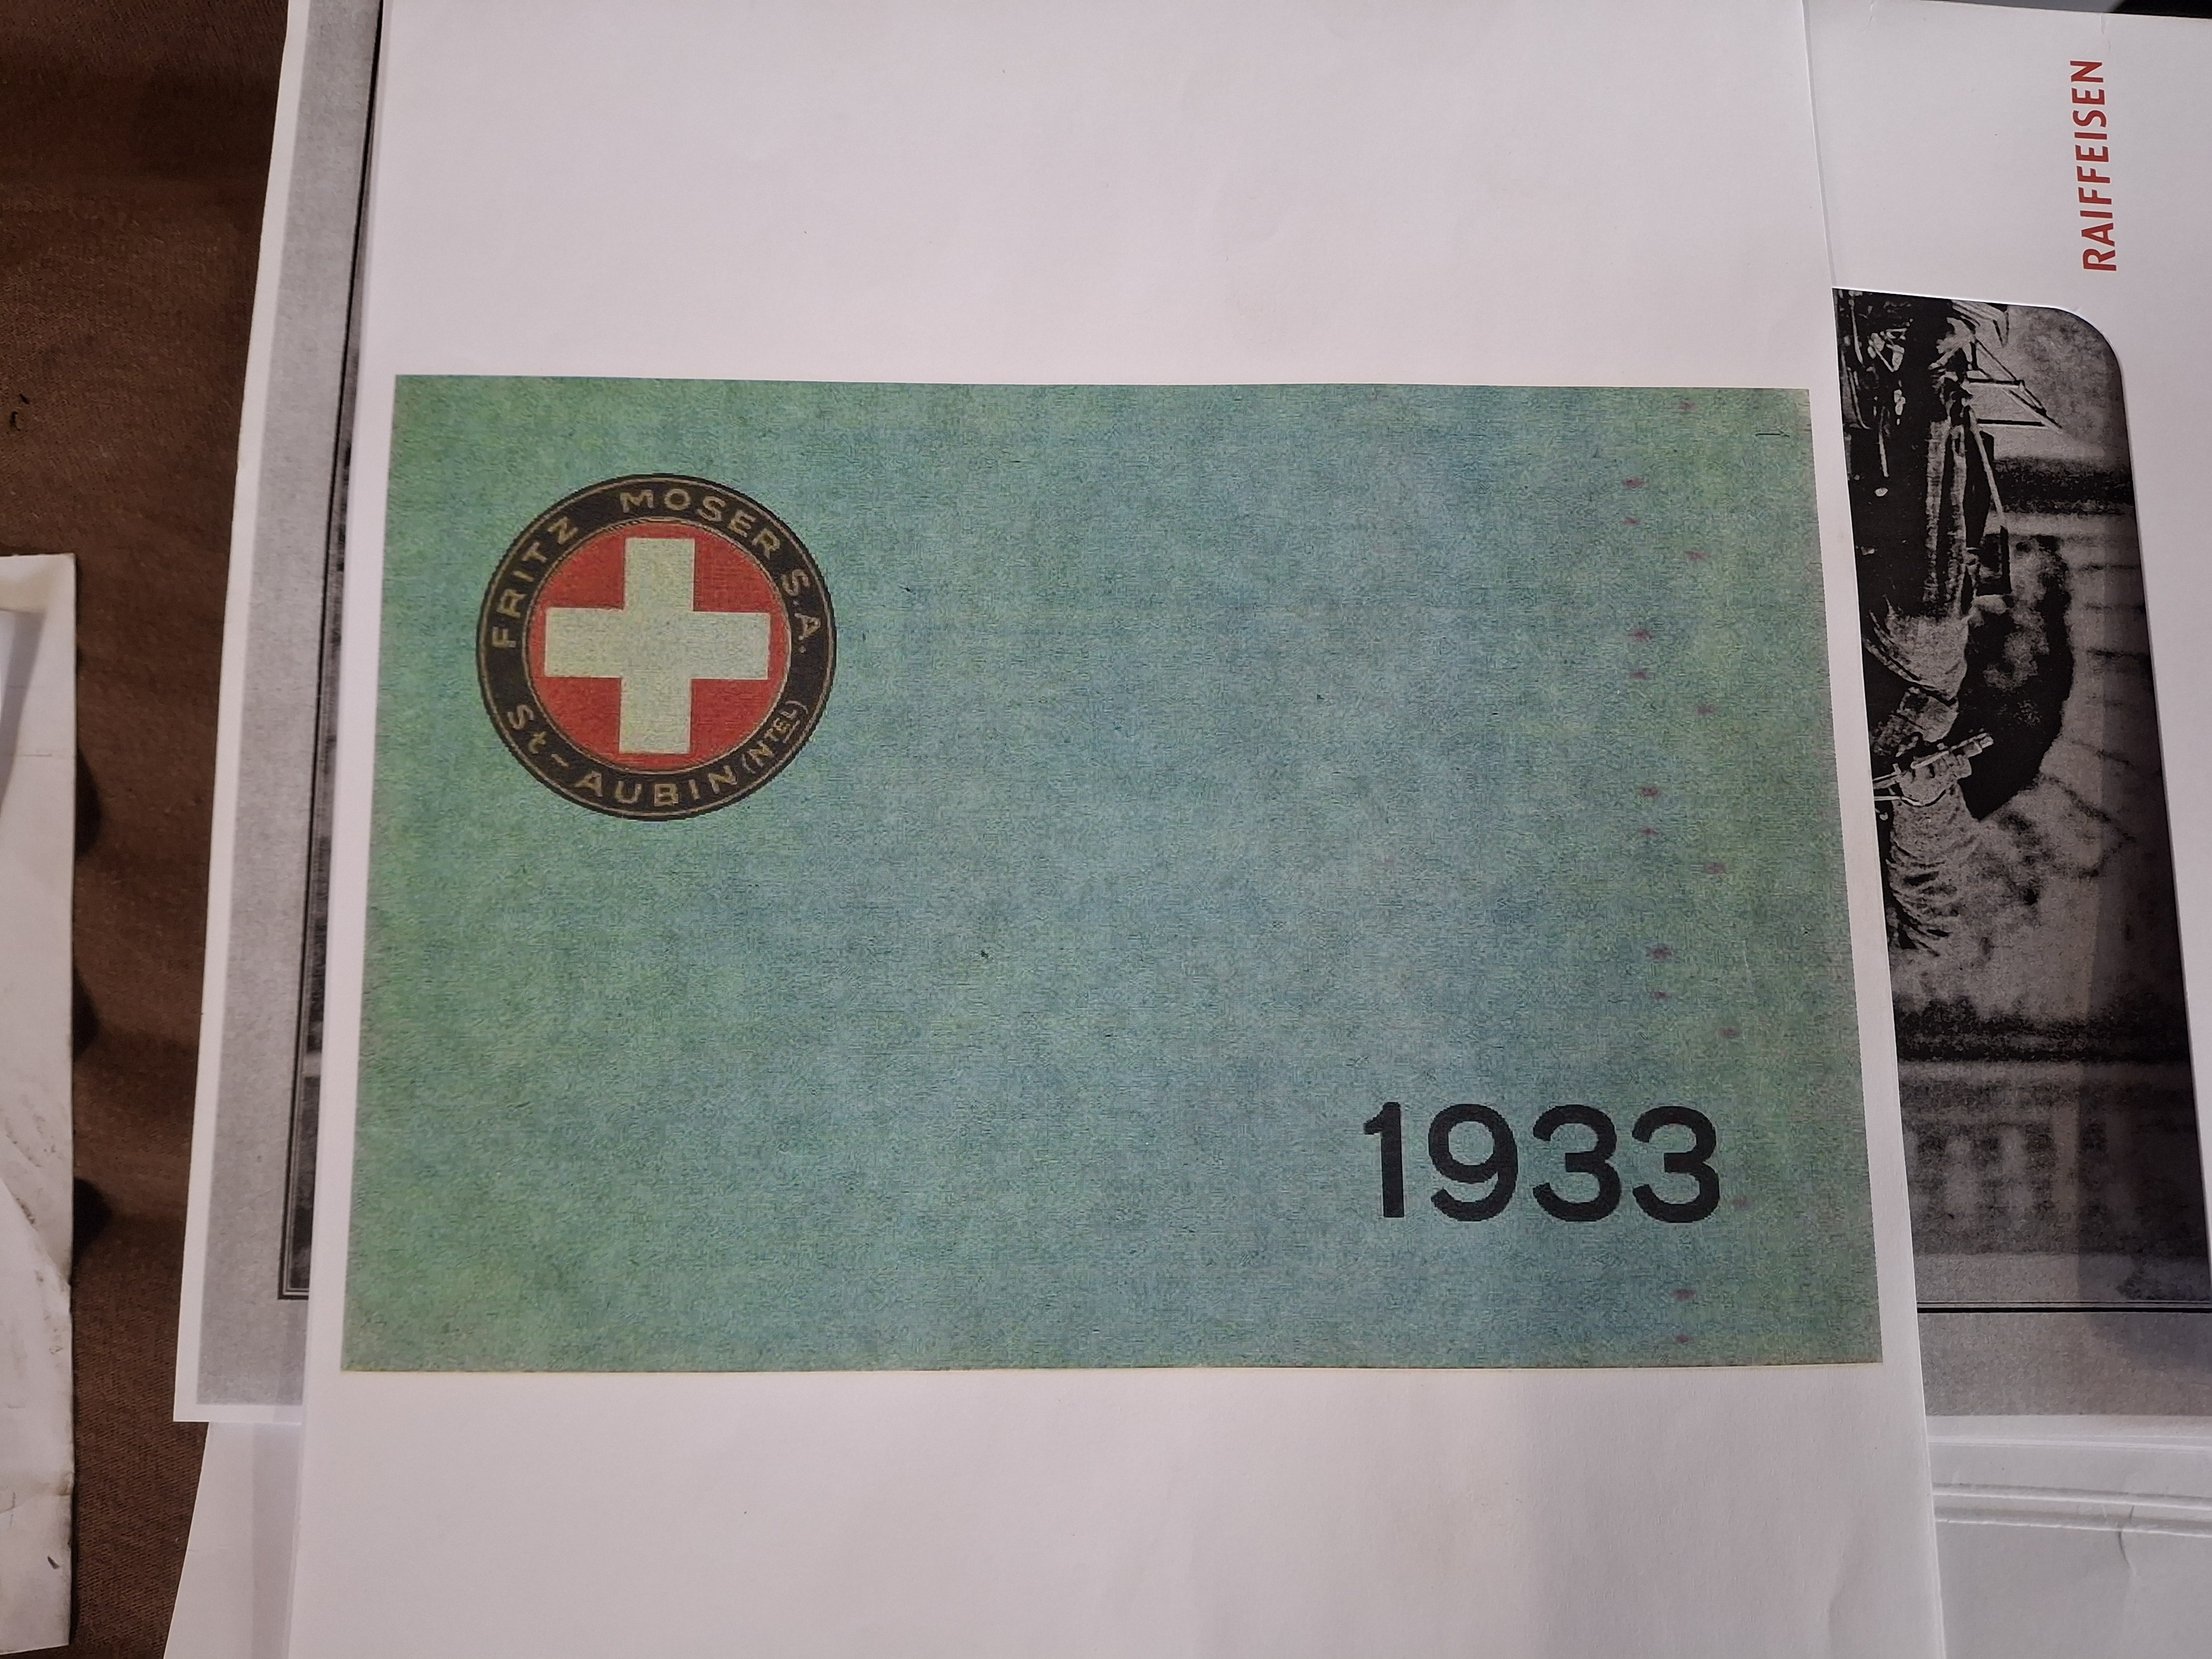 FRITZ MOSER S.A.
St-AUBIN (NTEL)
1933
RAIFFEISEN